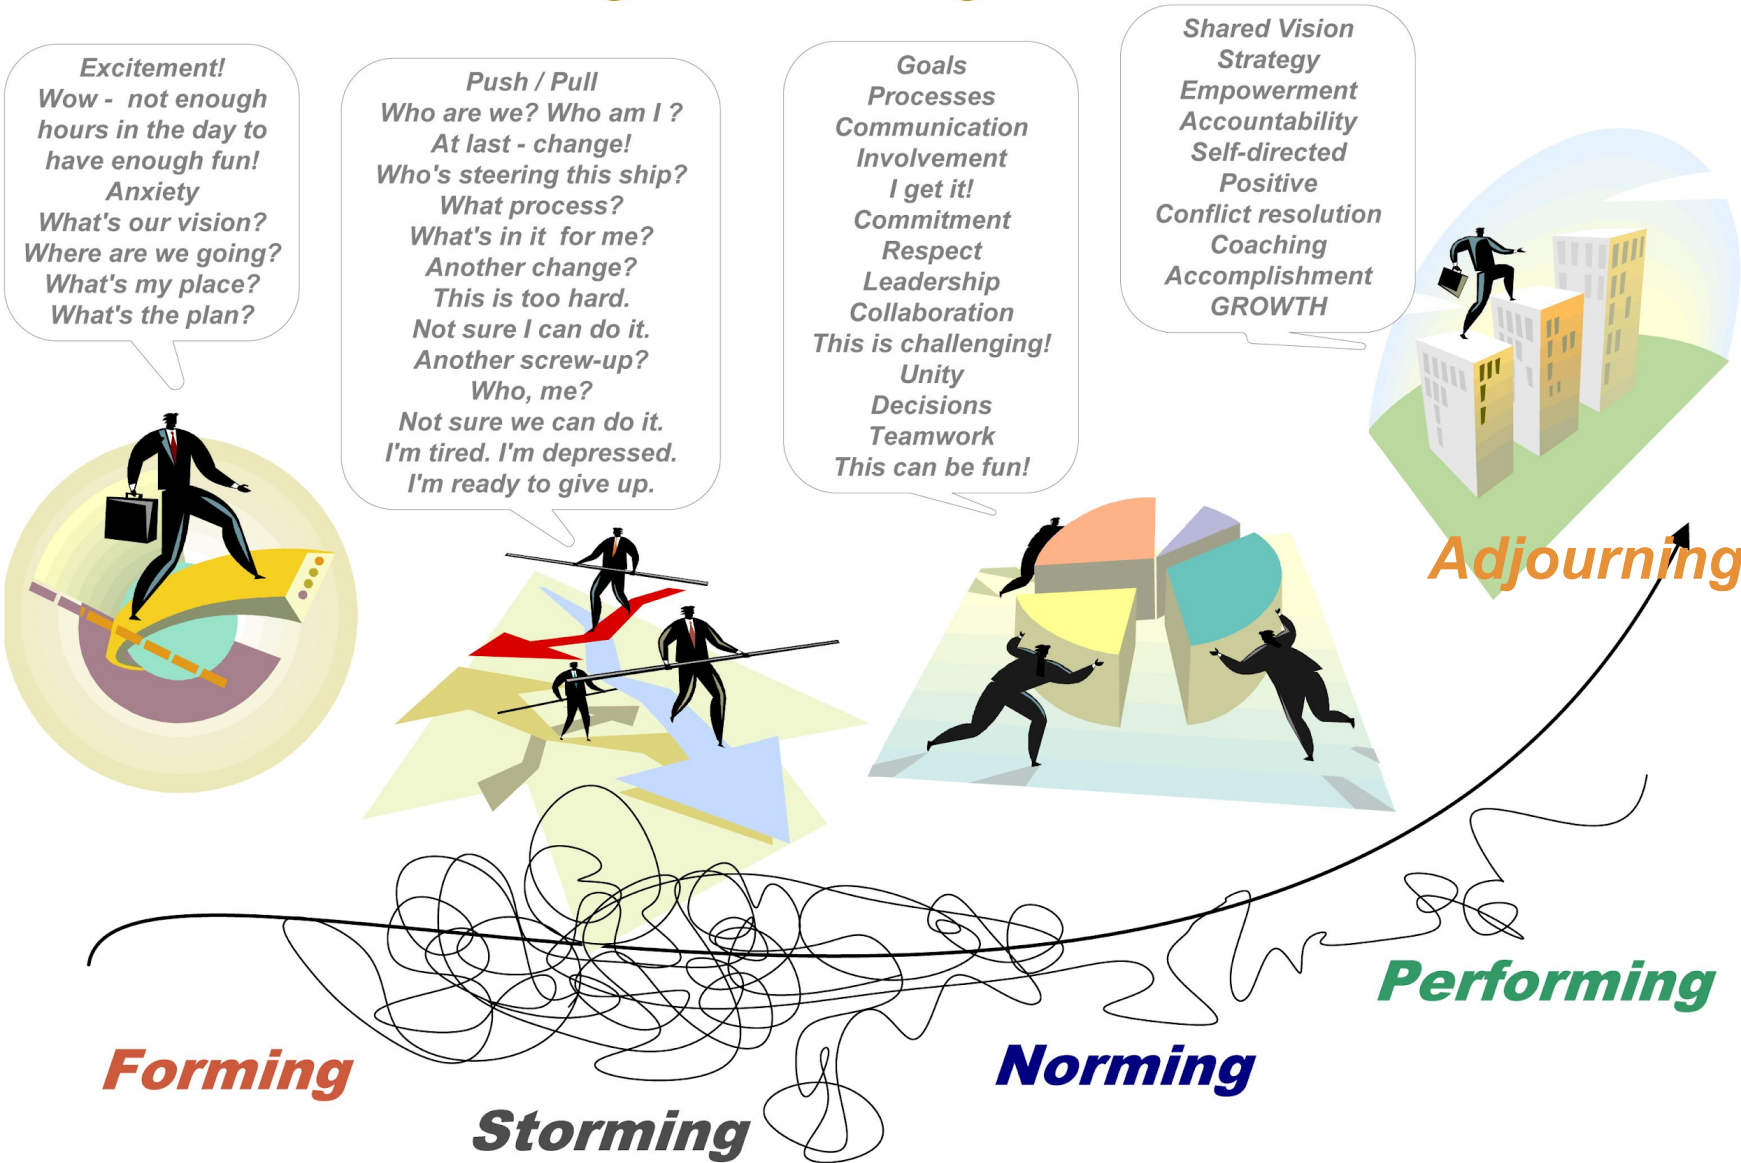 Excitement!
Wow - not enough
hours in the day to
have enough fun!
Anxiety
What's our vision?
Where are we going?
What's my place?
What's the plan?
Push / Pull
Who are we? Who am I ?
At last - change!
Who's steering this ship?
What process?
What's in it for me?
Another change?
This is too hard.
Not sure I can do it.
Another screw-up?
Who, me?
Not sure we can do it.
I'm tired. I'm depressed.
I'm ready to give up.
Goals
Processes
Communication
Involvement
I get it!
Commitment
Respect
Leadership
Collaboration
This is challenging!
Unity
Decisions
Teamwork
This can be fun!
Shared Vision
Strategy
Empowerment
Accountability
Self-directed
Positive
Conflict resolution
Coaching
Accomplishment
GROWTH
Adjourning
Performing
Forming
Norming
Storming